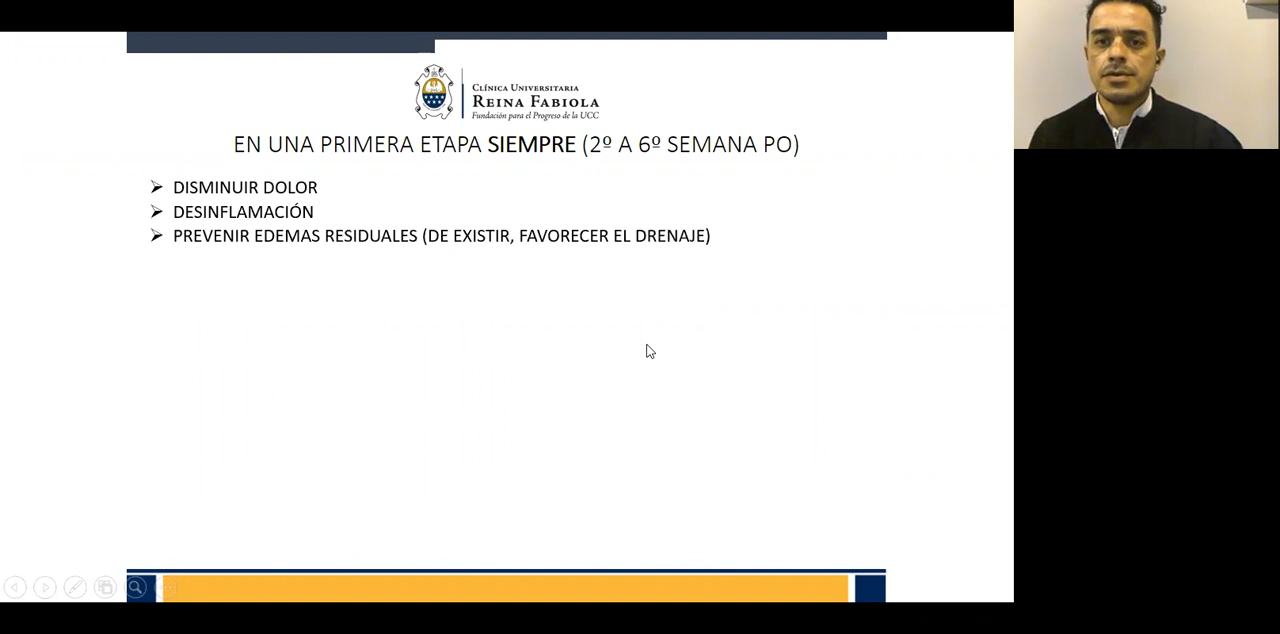 CLÍNICA UNIVERSITARIA
REINA FABIOLA
Fundación para el Progreso de la UCC
EN UNA PRIMERA ETAPA SIEMPRE (2º A 6º SEMANA PO)
DISMINUIR DOLOR
DESINFLAMACIÓN
PREVENIR EDEMAS RESIDUALES (DE EXISTIR, FAVORECER EL DRENAJE)